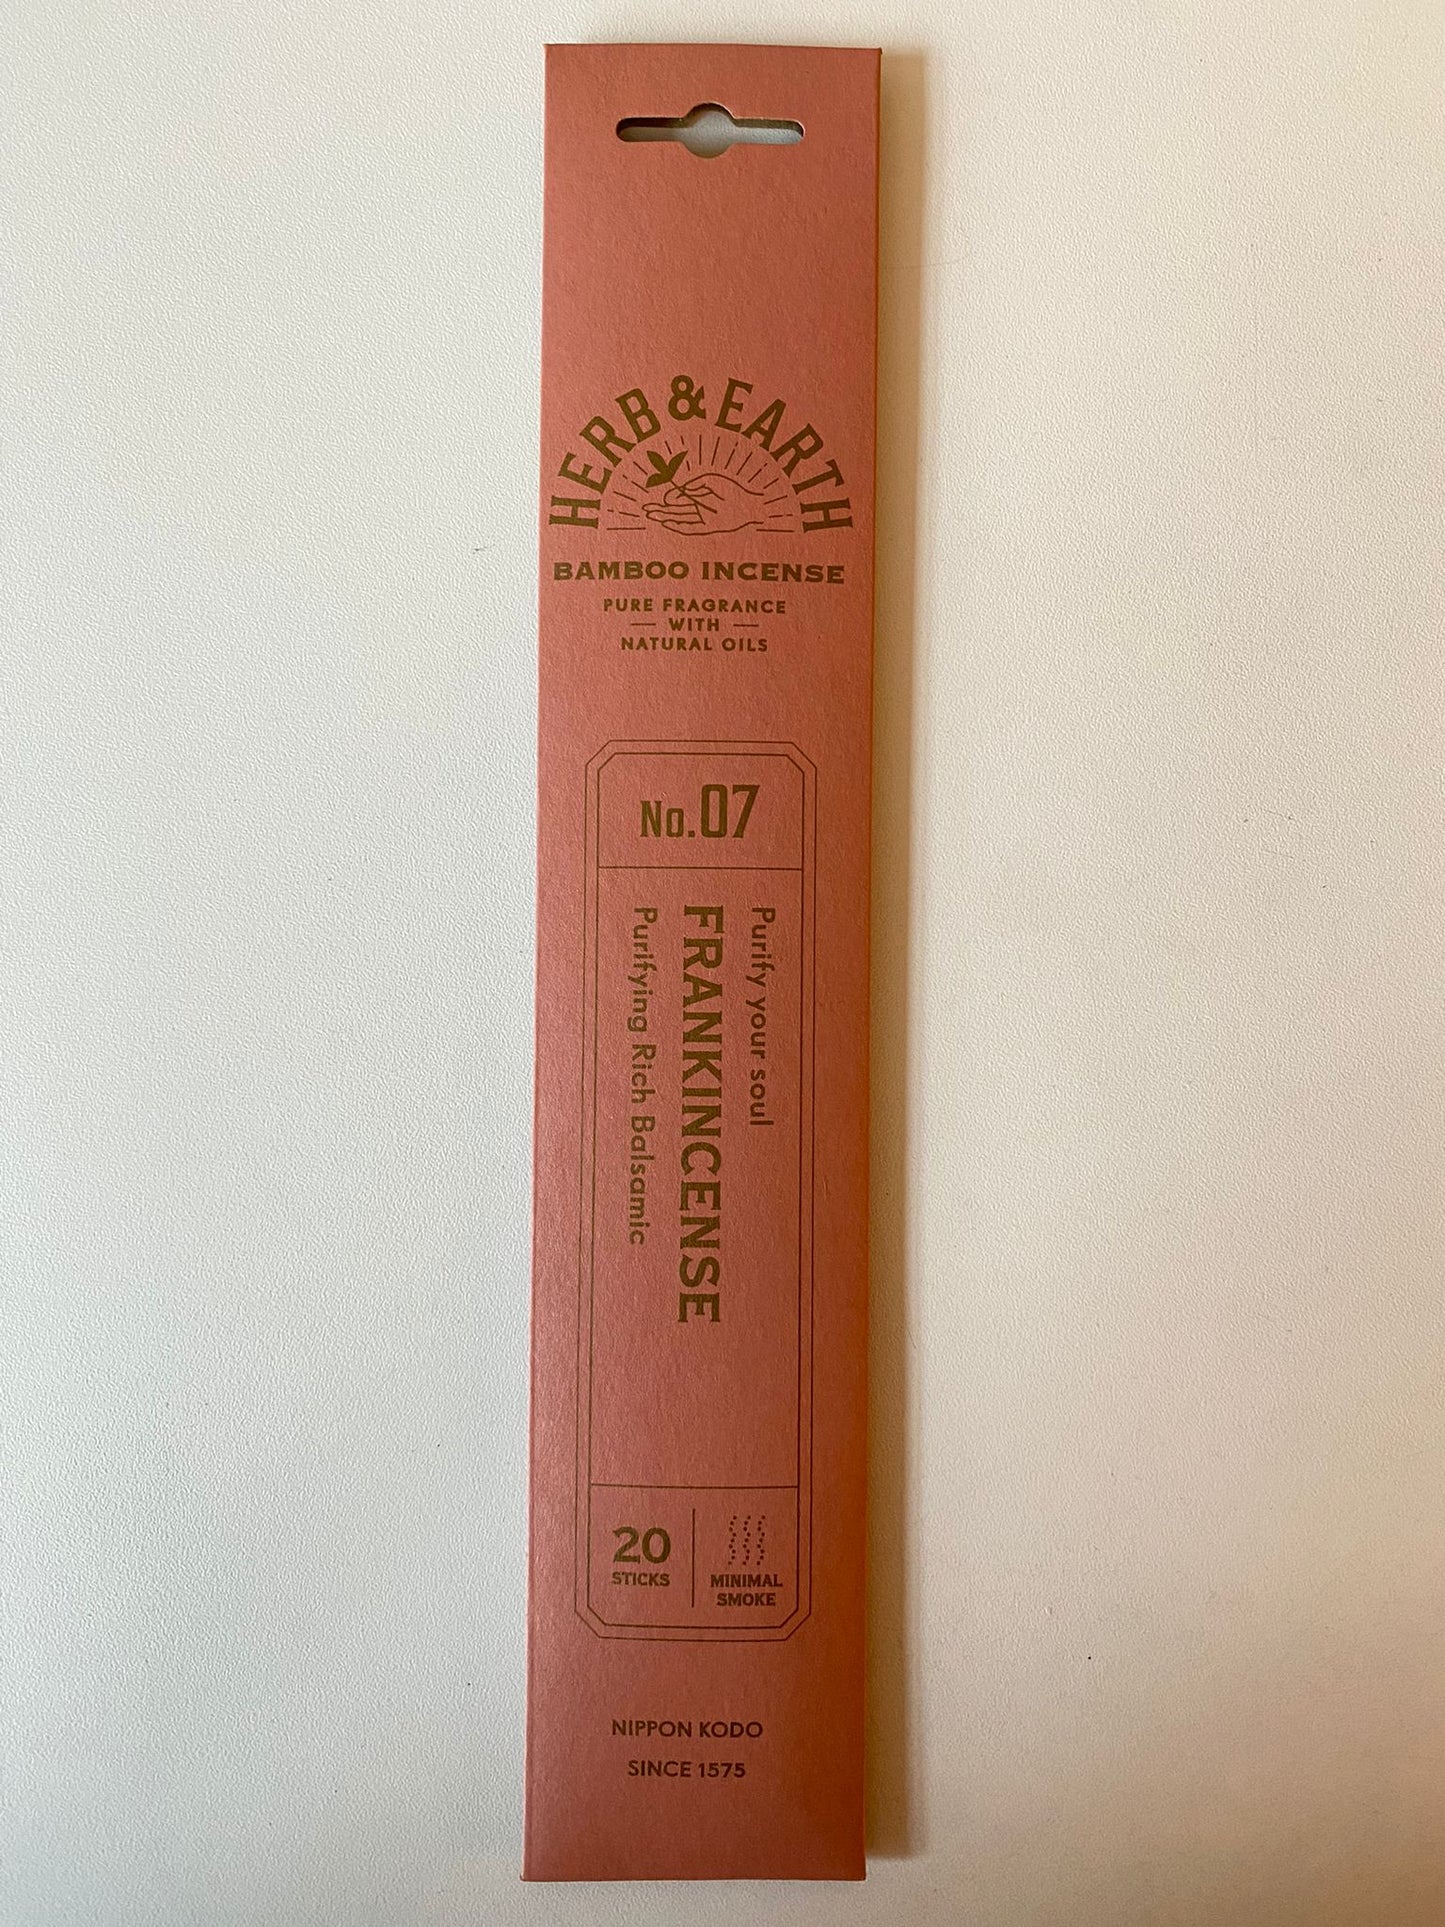 HERB & EARTH
BAMBOO INCENSE
PURE FRAGRANCE
— WITH —
NATURAL OILS
No.07
Purify your soul
FRANKINCENSE
Purifying Rich Balsamic
20
STICKS
MINIMAL
SMOKE
NIPPON KODO
SINCE 1575